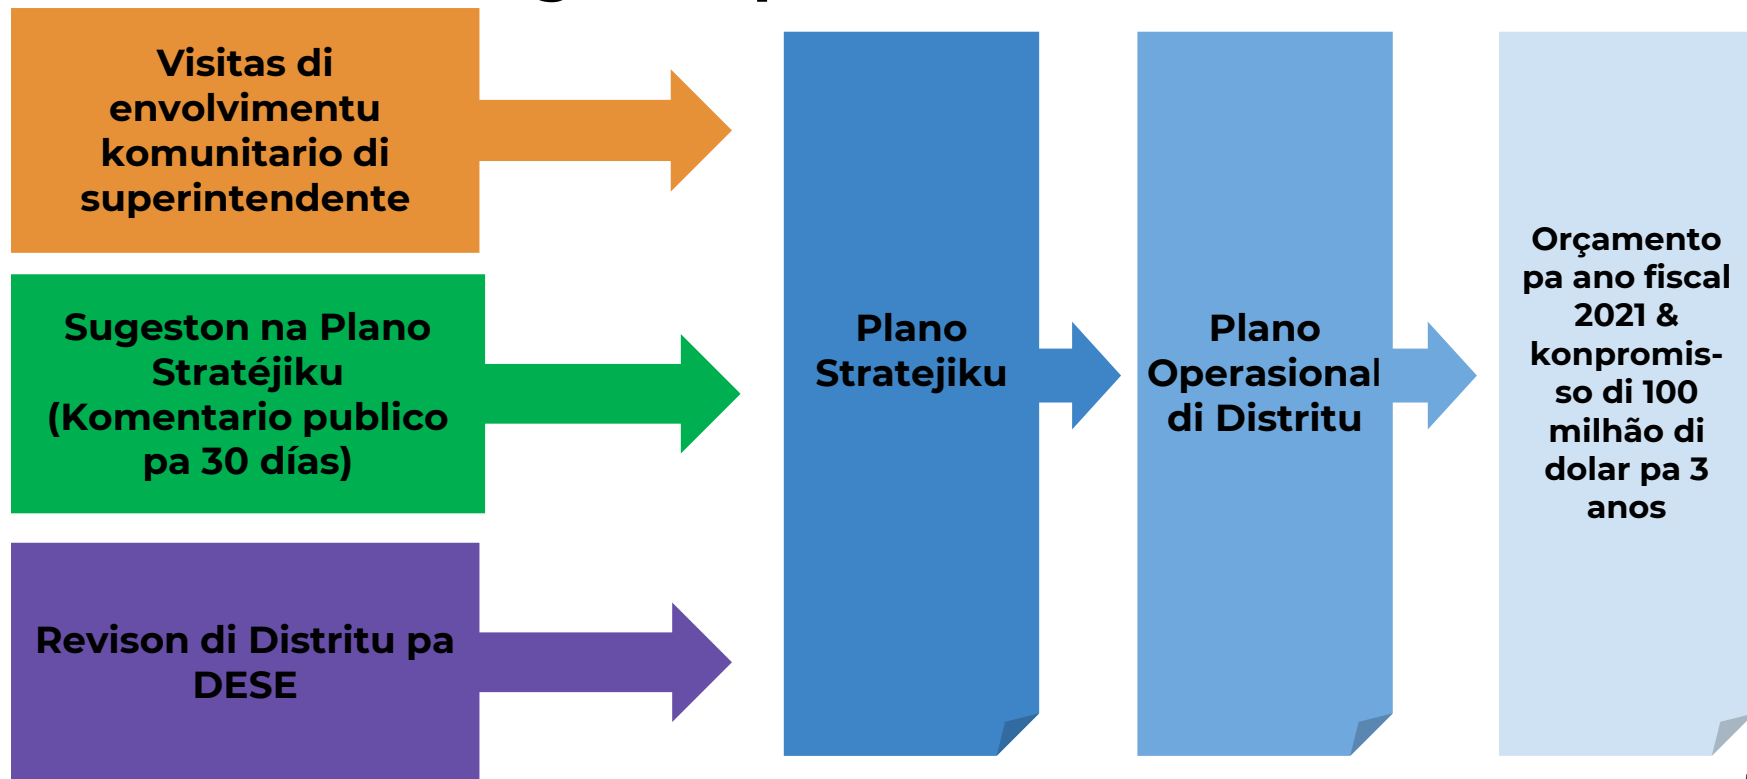 Visitas di
envolvimentu
komunitario di
superintendente
Sugeston na Plano
Stratéjiku
(Komentario publico
pa 30 días)
Revison di Distritu pa
DESE
Plano
Stratejiku
Plano
Operasional
di Distritu
Orçamento
pa ano fiscal
2021 &
konpromis-
so di 100
milhão di
dolar pa 3
anos